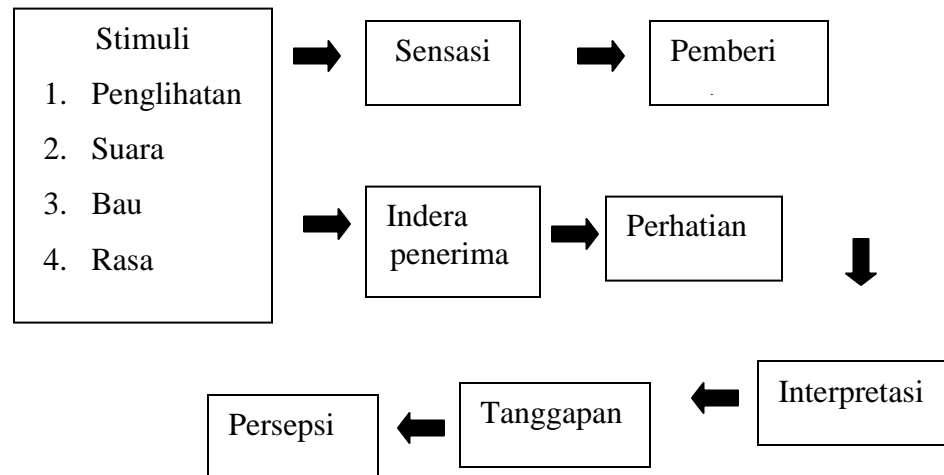 Stimuli
1. Penglihatan
2. Suara
3. Bau
4. Rasa
Sensasi
Pemberi
Indera
penerima
Perhatian
Interpretasi
Tanggapan
Persepsi